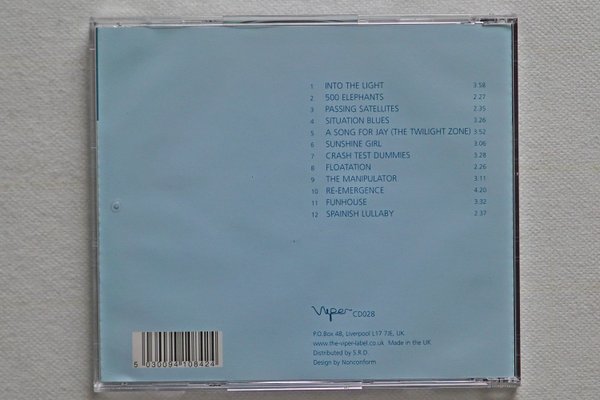 1 INTO THE LIGHT 3.58
2 500 ELEPHANTS 2.27
3 PASSING SATELLITES 2.35
4 SITUATION BLUES 3.26
5 A SONG FOR JAY (THE TWILIGHT ZONE) 3.52
6 SUNSHINE GIRL 3.06
7 CRASH TEST DUMMIES 3.28
8 FLOATATION 2.26
9 THE MANIPULATOR 3.11
10 RE-EMERGENCE 4.20
11 FUNHOUSE 3.32
12 SPAINISH LULLABY 2.37
Viper CD028
P.O.Box 48, Liverpool L17 7JE, UK.
www.the-viper-label.co.uk Made in the UK
Distributed by S.R.D.
Design by Nonconform
5 030094 108424